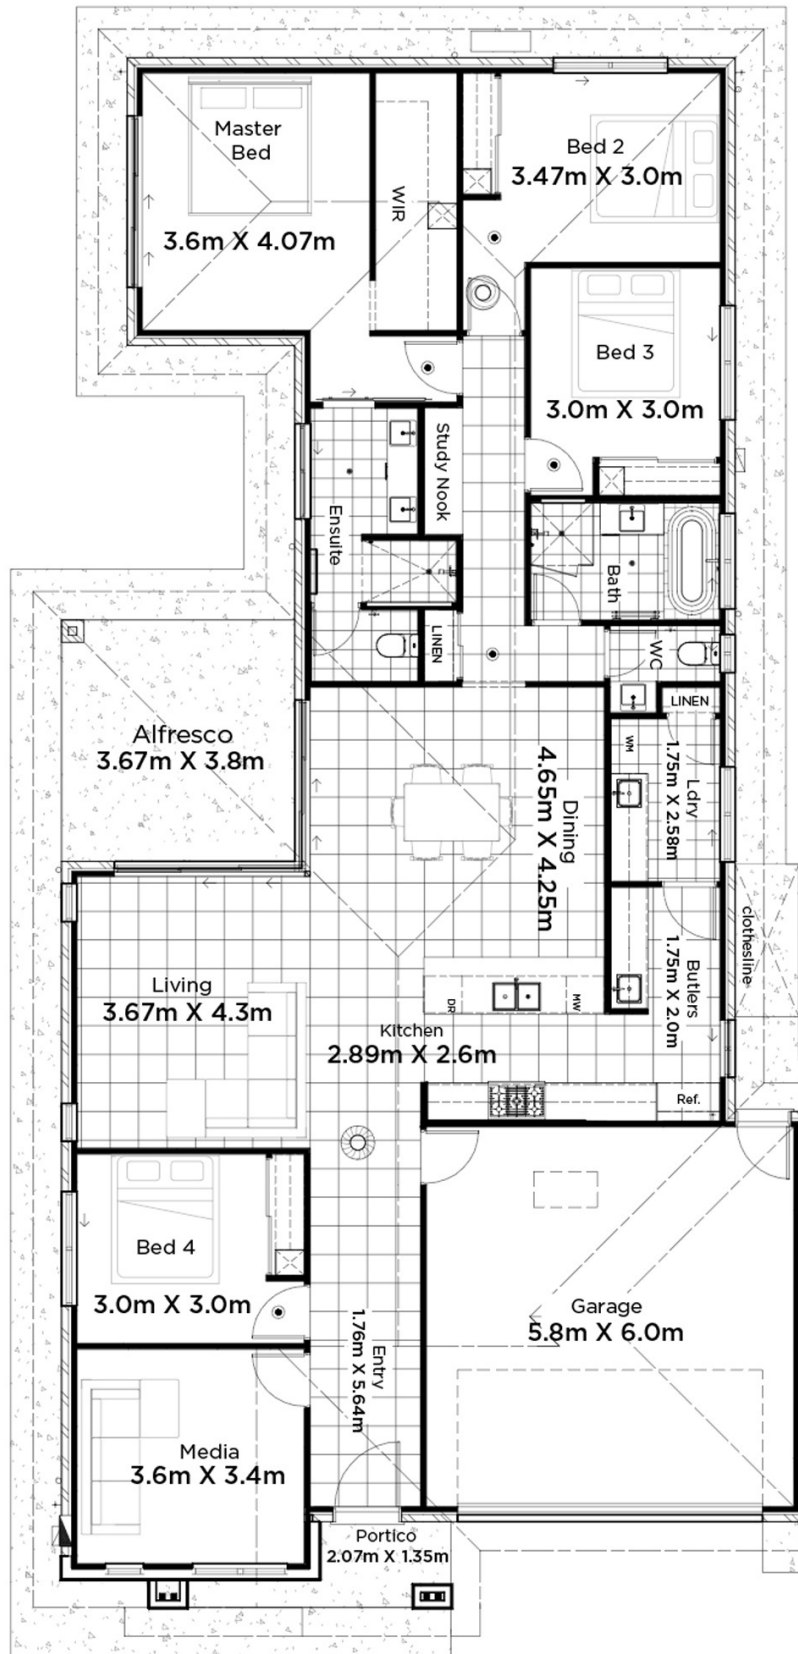 Master
Bed
3.6m X 4.07m
WIR
Bed 2
3.47m X 3.0m
Bed 3
3.0m X 3.0m
Study Nook
Ensuite
Bath
LINEN
WC
LINEN
Alfresco
3.67m X 3.8m
Dining
4.65m X 4.25m
WM
Ldry
1.75m X 2.58m
clothesline
Living
3.67m X 4.3m
Butlers
1.75m X 2.0m
DR
MW
Kitchen
2.89m X 2.6m
Ref.
Bed 4
3.0m X 3.0m
Entry
1.76m X 5.64m
Garage
5.8m X 6.0m
Media
3.6m X 3.4m
Portico
2.07m X 1.35m